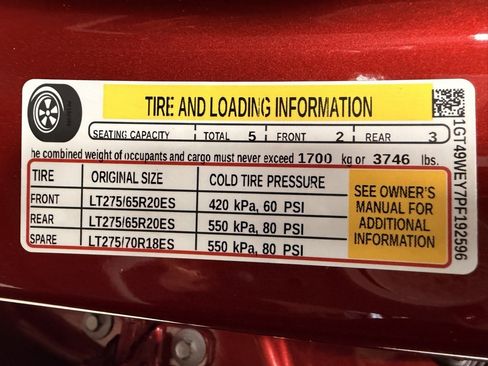 TIRE AND LOADING INFORMATION
SEATING CAPACITY TOTAL 5 FRONT 2 REAR 3
he combined weight of occupants and cargo must never exceed 1700 kg or 3746 lbs.
TIRE ORIGINAL SIZE COLD TIRE PRESSURE
FRONT LT275/65R20ES 420 kPa, 60 PSI
REAR LT275/65R20ES 550 kPa, 80 PSI
SPARE LT275/70R18ES 550 kPa, 80 PSI
SEE OWNER'S
MANUAL FOR
ADDITIONAL
INFORMATION
1GT49WEY7PF192596